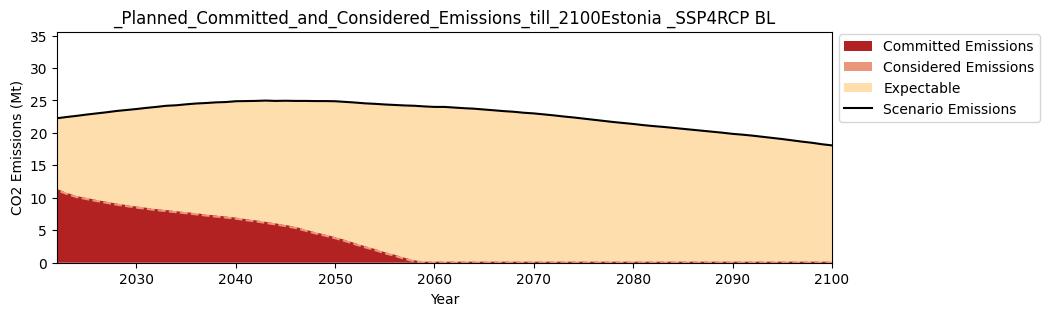 _Planned_Committed_and_Considered_Emissions_till_2100Estonia _SSP4RCP BL
CO2 Emissions (Mt)
35
30
25
20
15
10
5
0
2030 2040 2050 2060 2070 2080 2090 2100
Year
Committed Emissions
Considered Emissions
Expectable
Scenario Emissions